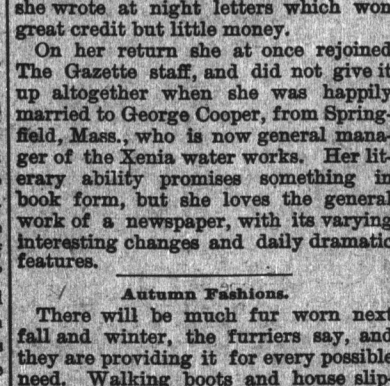 she wrote at night letters which won
great credit but little money.
On her return she at once rejoined
The Gazette staff, and did not give it
up altogether when she was happily
married to George Cooper, from Spring-
field, Mass., who is now general mana-
ger of the Xenia water works. Her lit-
erary ability promises something in
book form, but she loves the general
work of a newspaper, with its varying
interesting changes and daily dramatic
features.
Autumn Fashions.
There will be much fur worn next
fall and winter, the furriers say, and
they are providing it for every possible
need. Walking boots and house slip